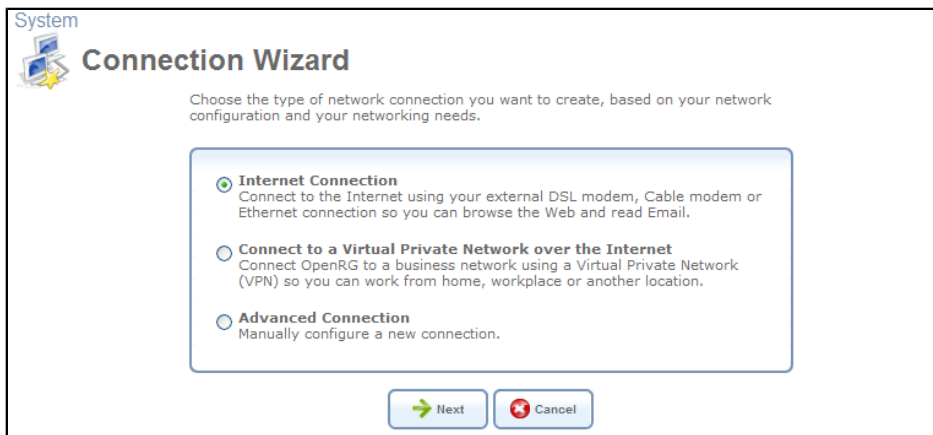 System
Connection Wizard
Choose the type of network connection you want to create, based on your network
configuration and your networking needs.
Internet Connection
Connect to the Internet using your external DSL modem, Cable modem or
Ethernet connection so you can browse the Web and read Email.
Connect to a Virtual Private Network over the Internet
Connect OpenRG to a business network using a Virtual Private Network
(VPN) so you can work from home, workplace or another location.
Advanced Connection
Manually configure a new connection.
Next
Cancel